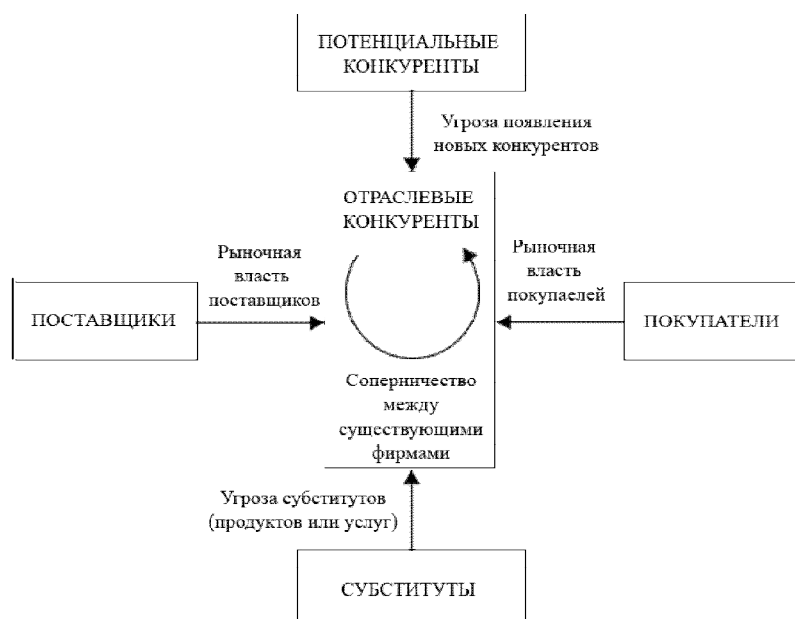 ПОТЕНЦИАЛЬНЫЕ
КОНКУРЕНТЫ
Угроза появления
новых конкурентов
ОТРАСЛЕВЫЕ
КОНКУРЕНТЫ
Рыночная
власть
поставщиков
Рыночная
власть
покупаелей
ПОСТАВЩИКИ
ПОКУПАТЕЛИ
Соперничество
между
существующими
фирмами
Угроза субститутов
(продуктов или услуг)
СУБСТИТУТЫ